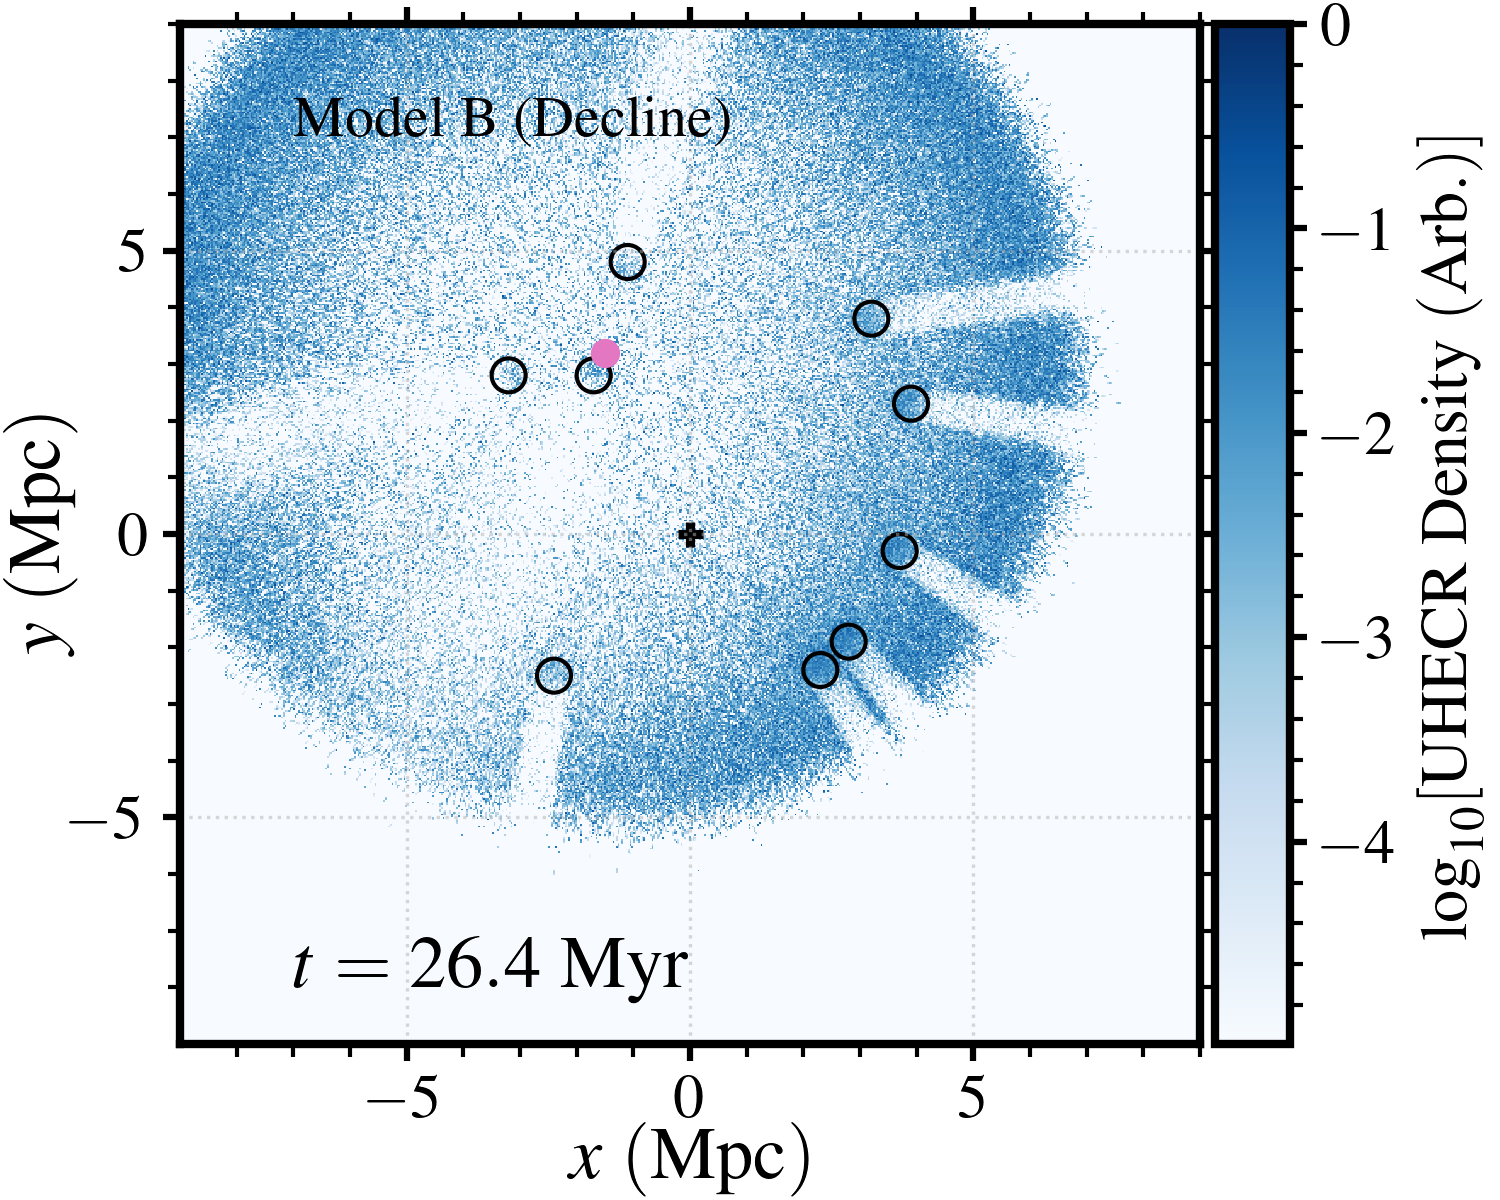 Model B (Decline)
5
0
−5
y (Mpc)
t = 26.4 Myr
−5
0
5
x (Mpc)
0
−1
−2
−3
−4
log₁₀[UHECR Density (Arb.)]